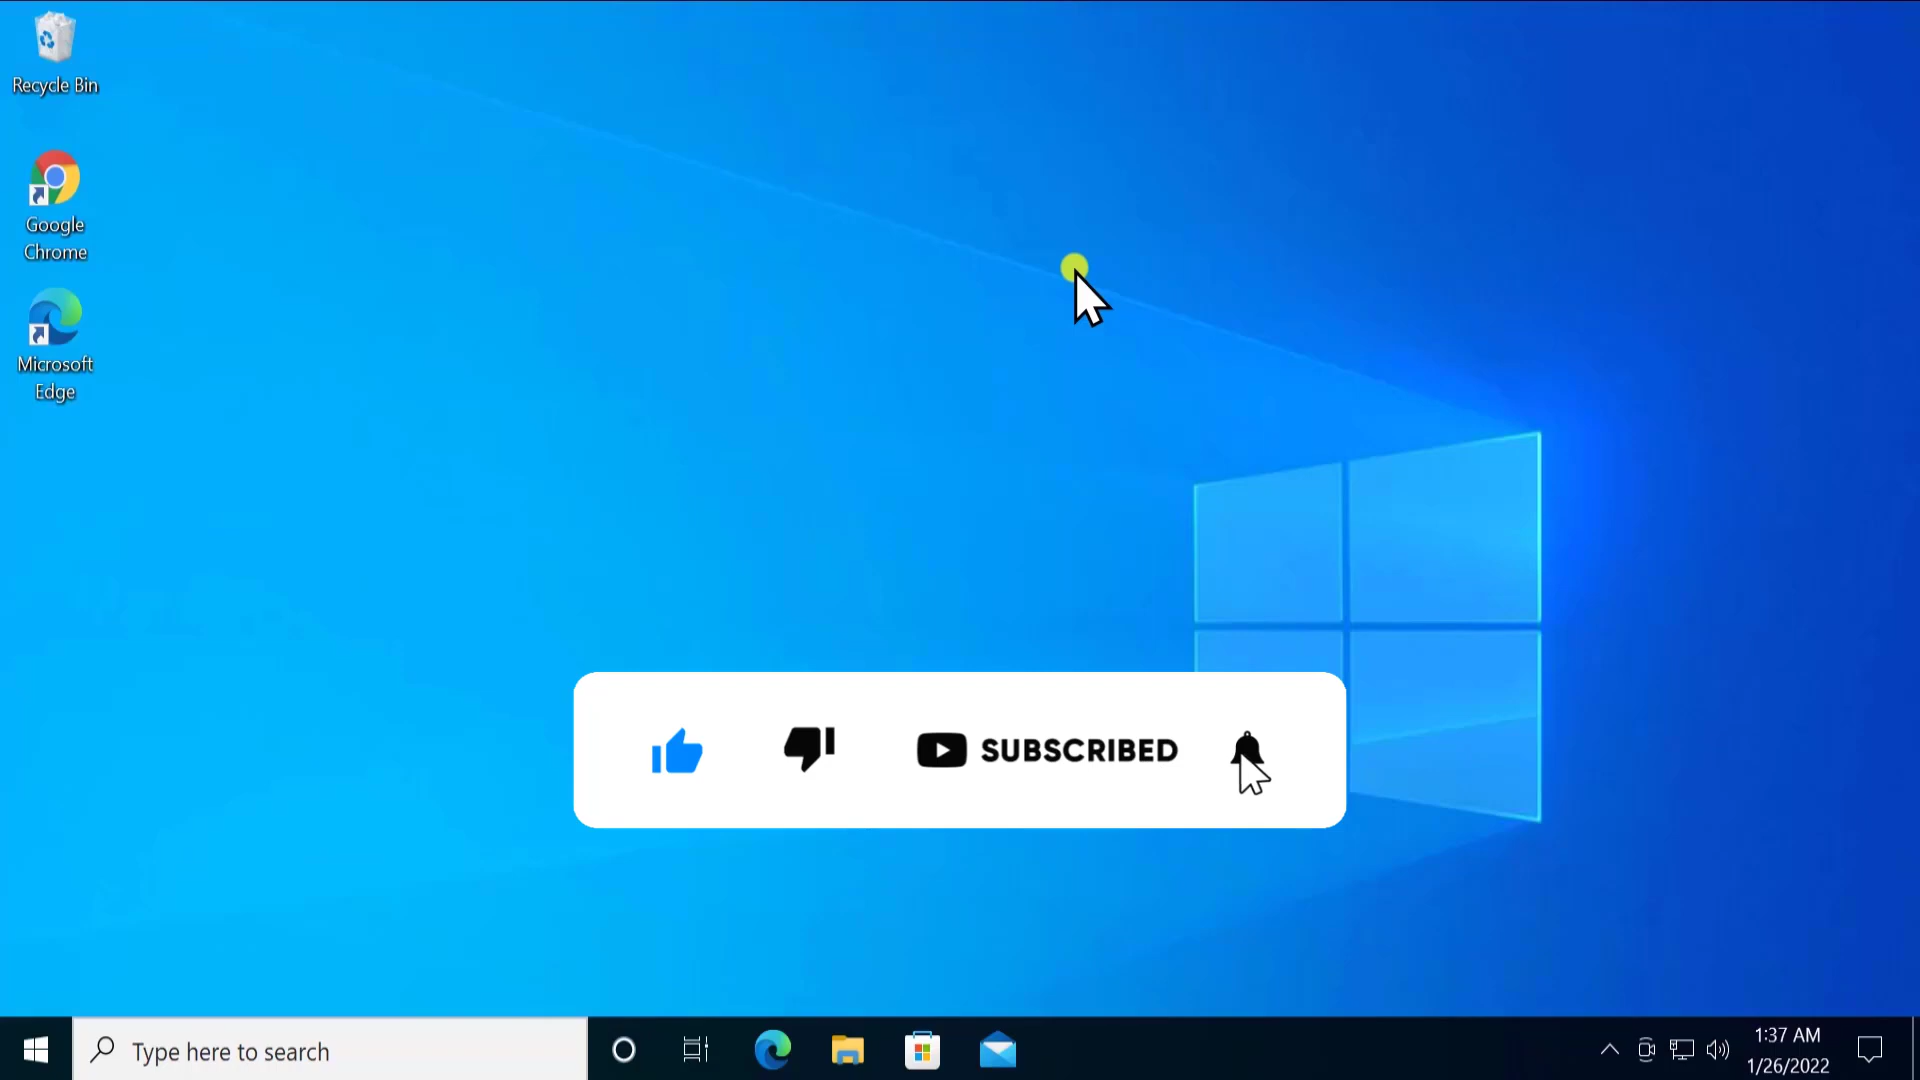 Recycle Bin
Google
Chrome
Microsoft
Edge
SUBSCRIBED
Type here to search
1:37 AM
1/26/2022